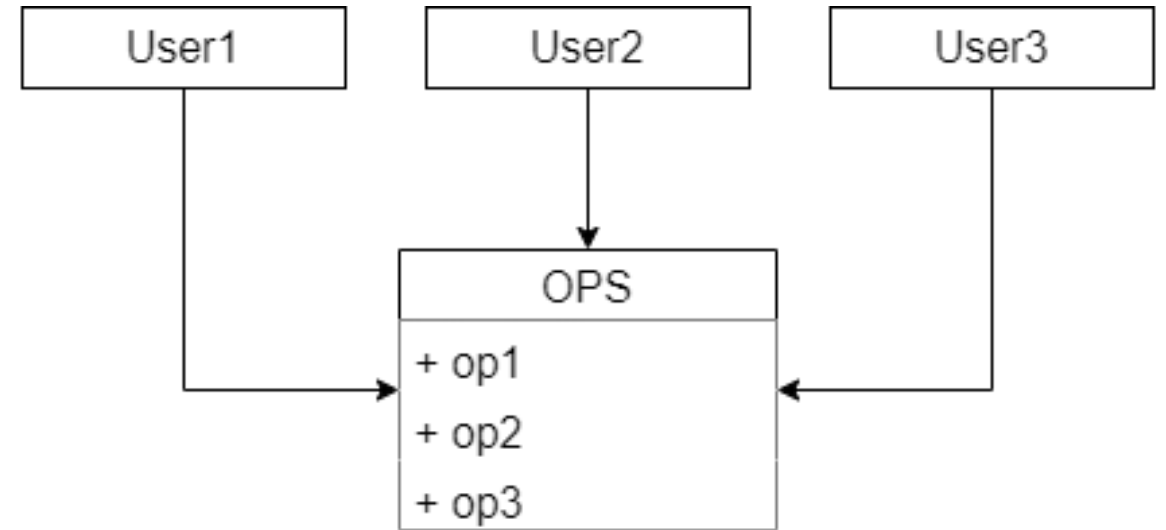 User1
User2
User3
OPS
+ op1
+ op2
+ op3